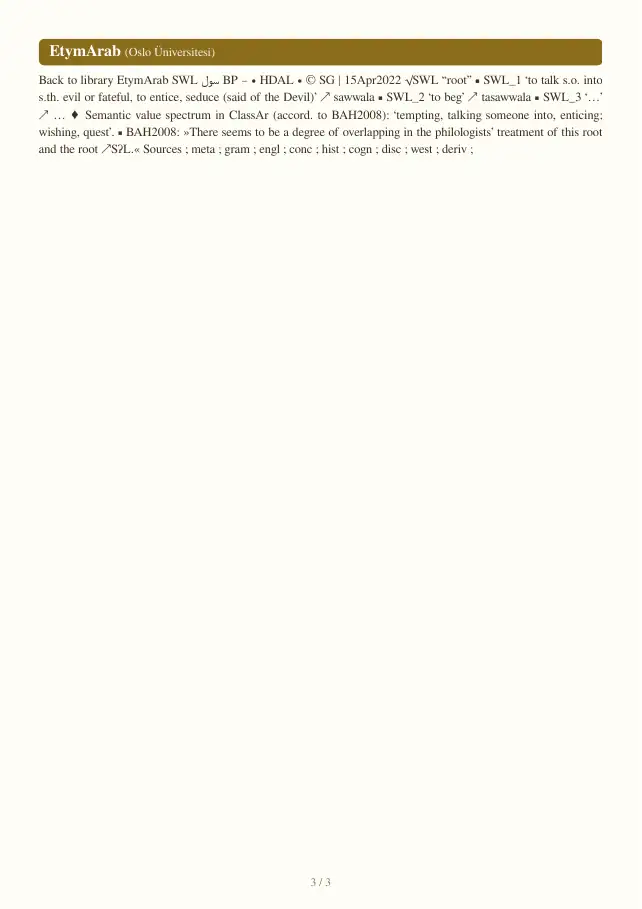 EtymArab (Oslo Üniversitesi)
Back to library EtymArab SWL سول BP – • HDAL • © SG | 15Apr2022 √SWL “root” ▪ SWL_1 ‘to talk s.o. into
s.th. evil or fateful, to entice, seduce (said of the Devil)’ ↗ sawwala ▪ SWL_2 ‘to beg’ ↗ tasawwala ▪ SWL_3 ‘…’
↗ … ♦ Semantic value spectrum in ClassAr (accord. to BAH2008): ‘tempting, talking someone into, enticing;
wishing, quest’. ▪ BAH2008: »There seems to be a degree of overlapping in the philologists’ treatment of this root
and the root ↗SʔL.« Sources ; meta ; gram ; engl ; conc ; hist ; cogn ; disc ; west ; deriv ;
3 / 3